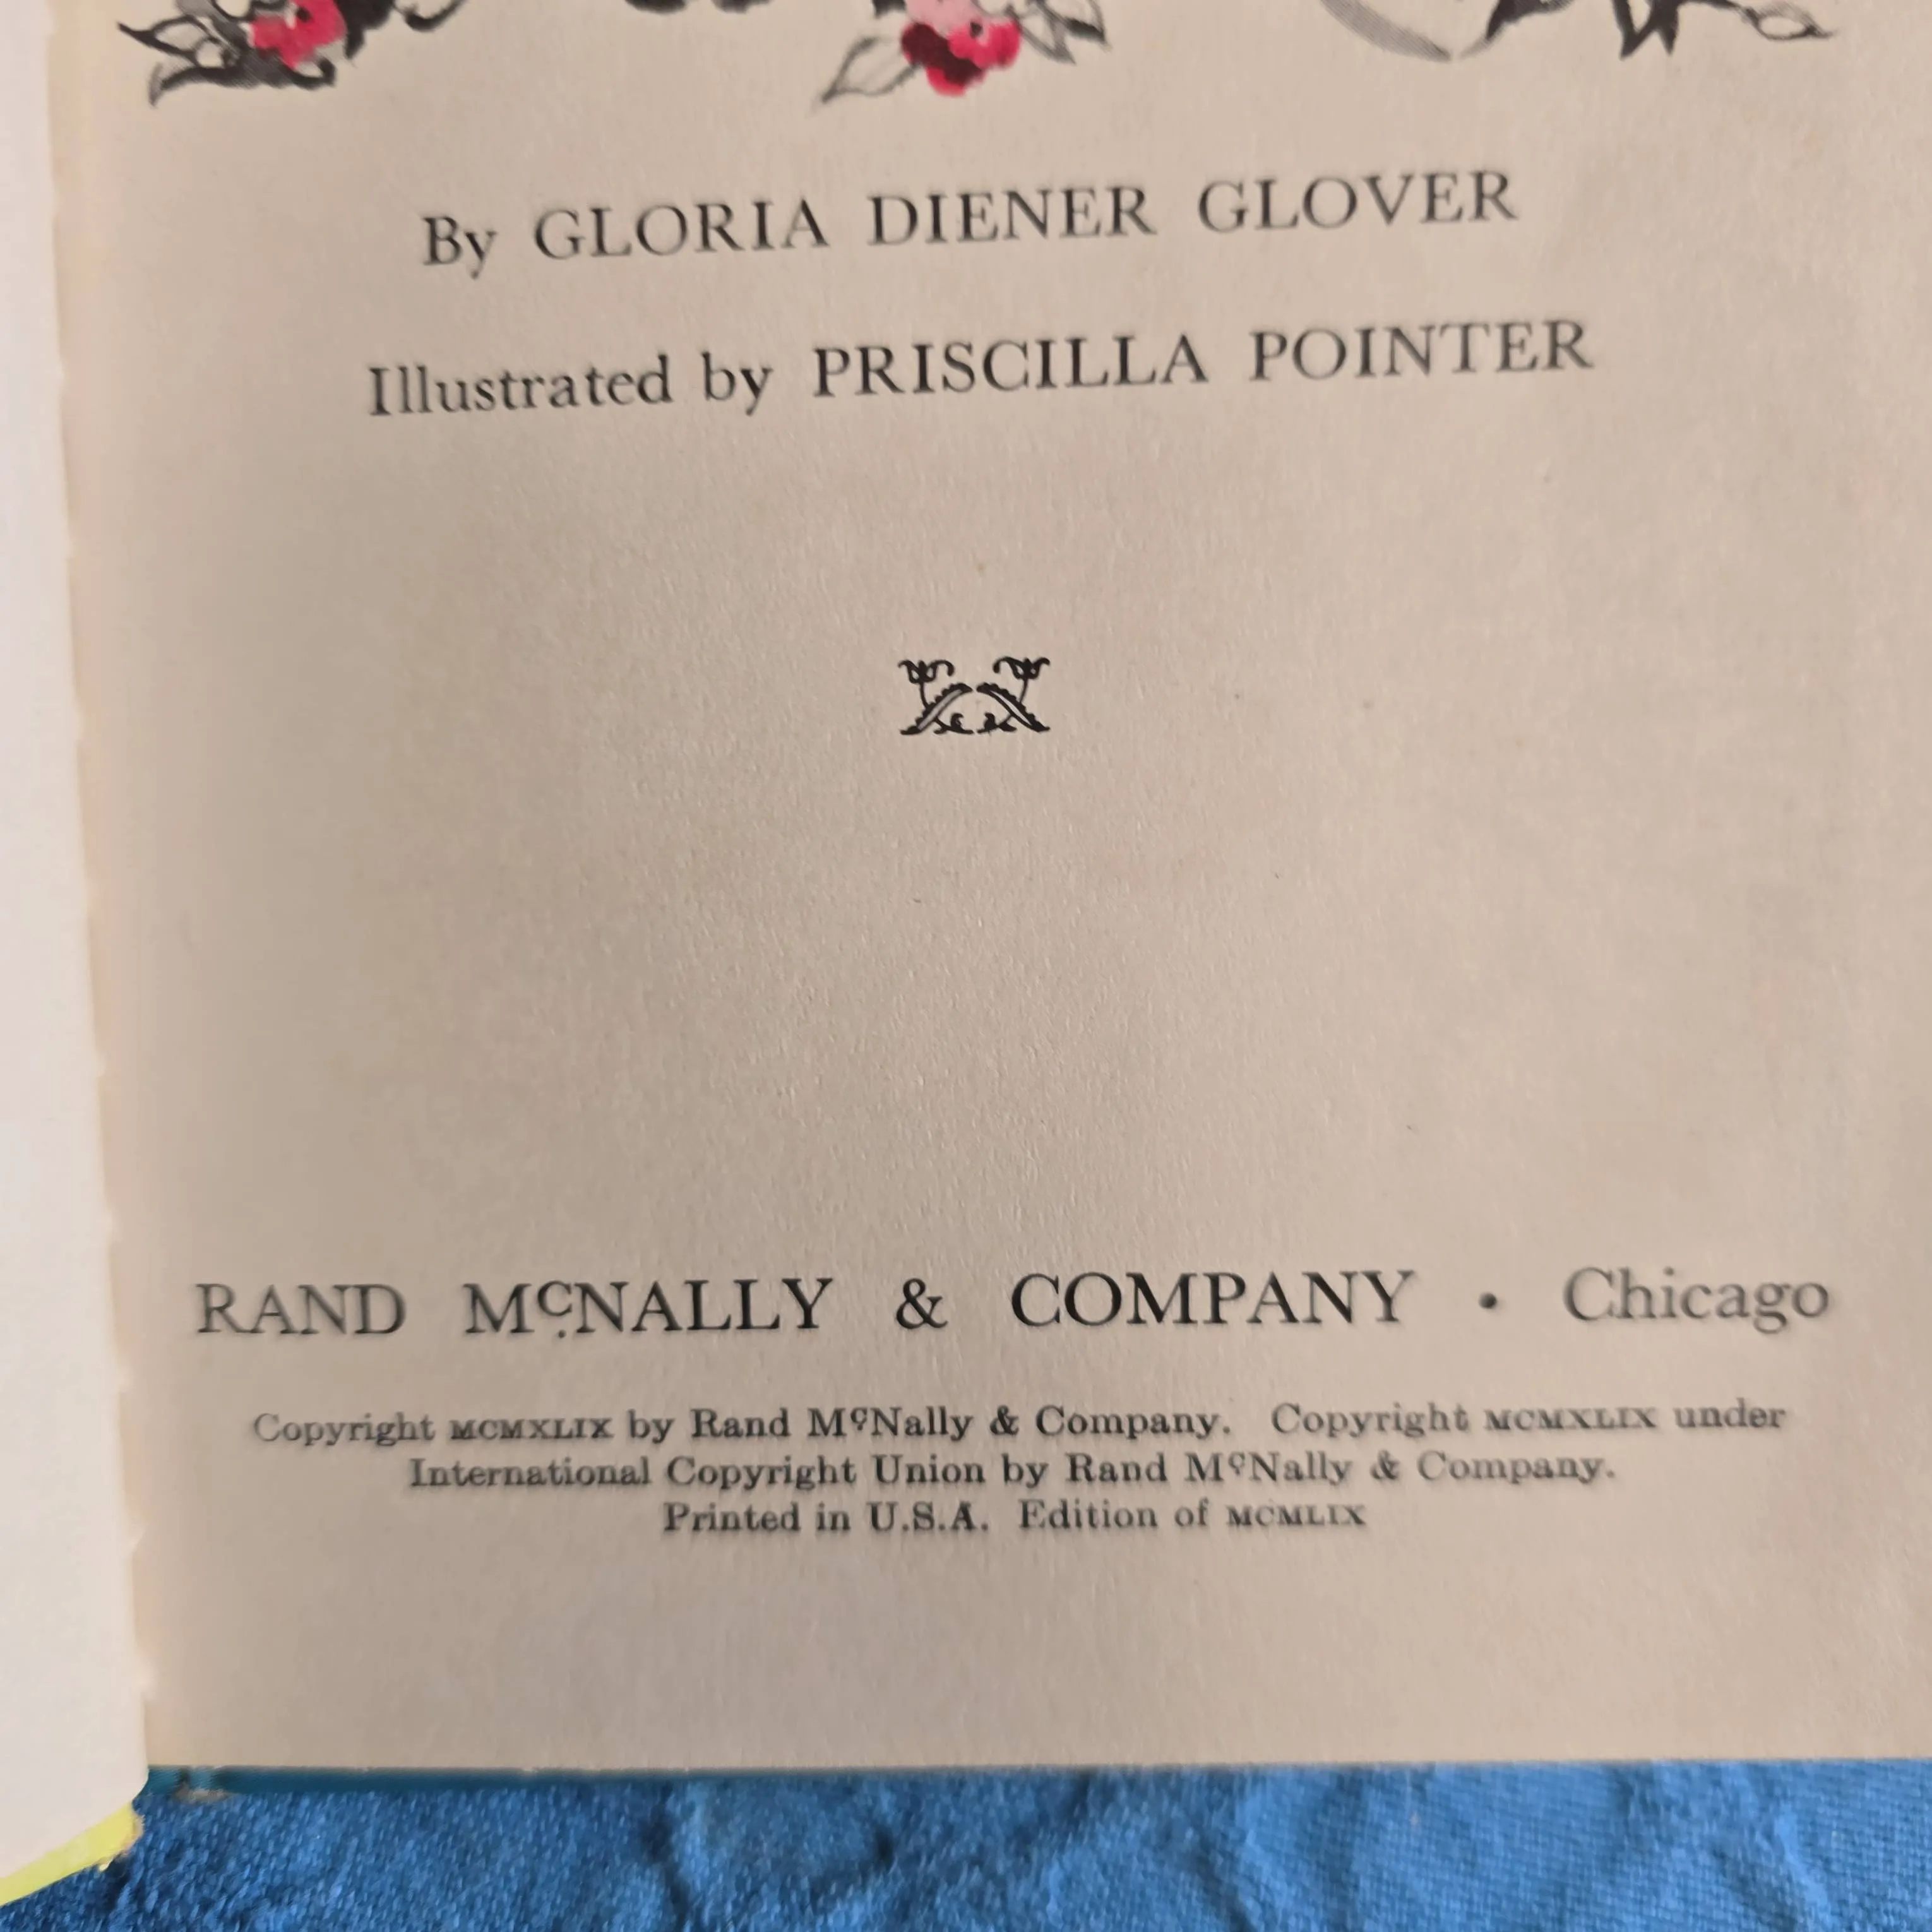 By GLORIA DIENER GLOVER
Illustrated by PRISCILLA POINTER
RAND McNALLY & COMPANY • Chicago
Copyright MCMXLIX by Rand McNally & Company. Copyright MCMXLIX under
International Copyright Union by Rand McNally & Company.
Printed in U.S.A. Edition of MCMLIX